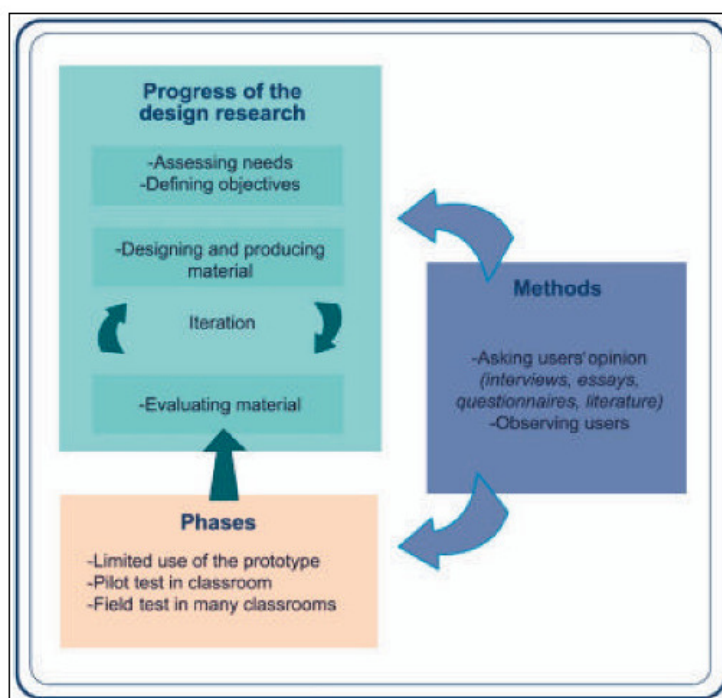 Progress of the
design research
-Assessing needs
-Defining objectives
-Designing and producing
material
Iteration
-Evaluating material
Methods
-Asking users' opinion
(interviews, essays,
questionnaires, literature)
-Observing users
Phases
-Limited use of the prototype
-Pilot test in classroom
-Field test in many classrooms